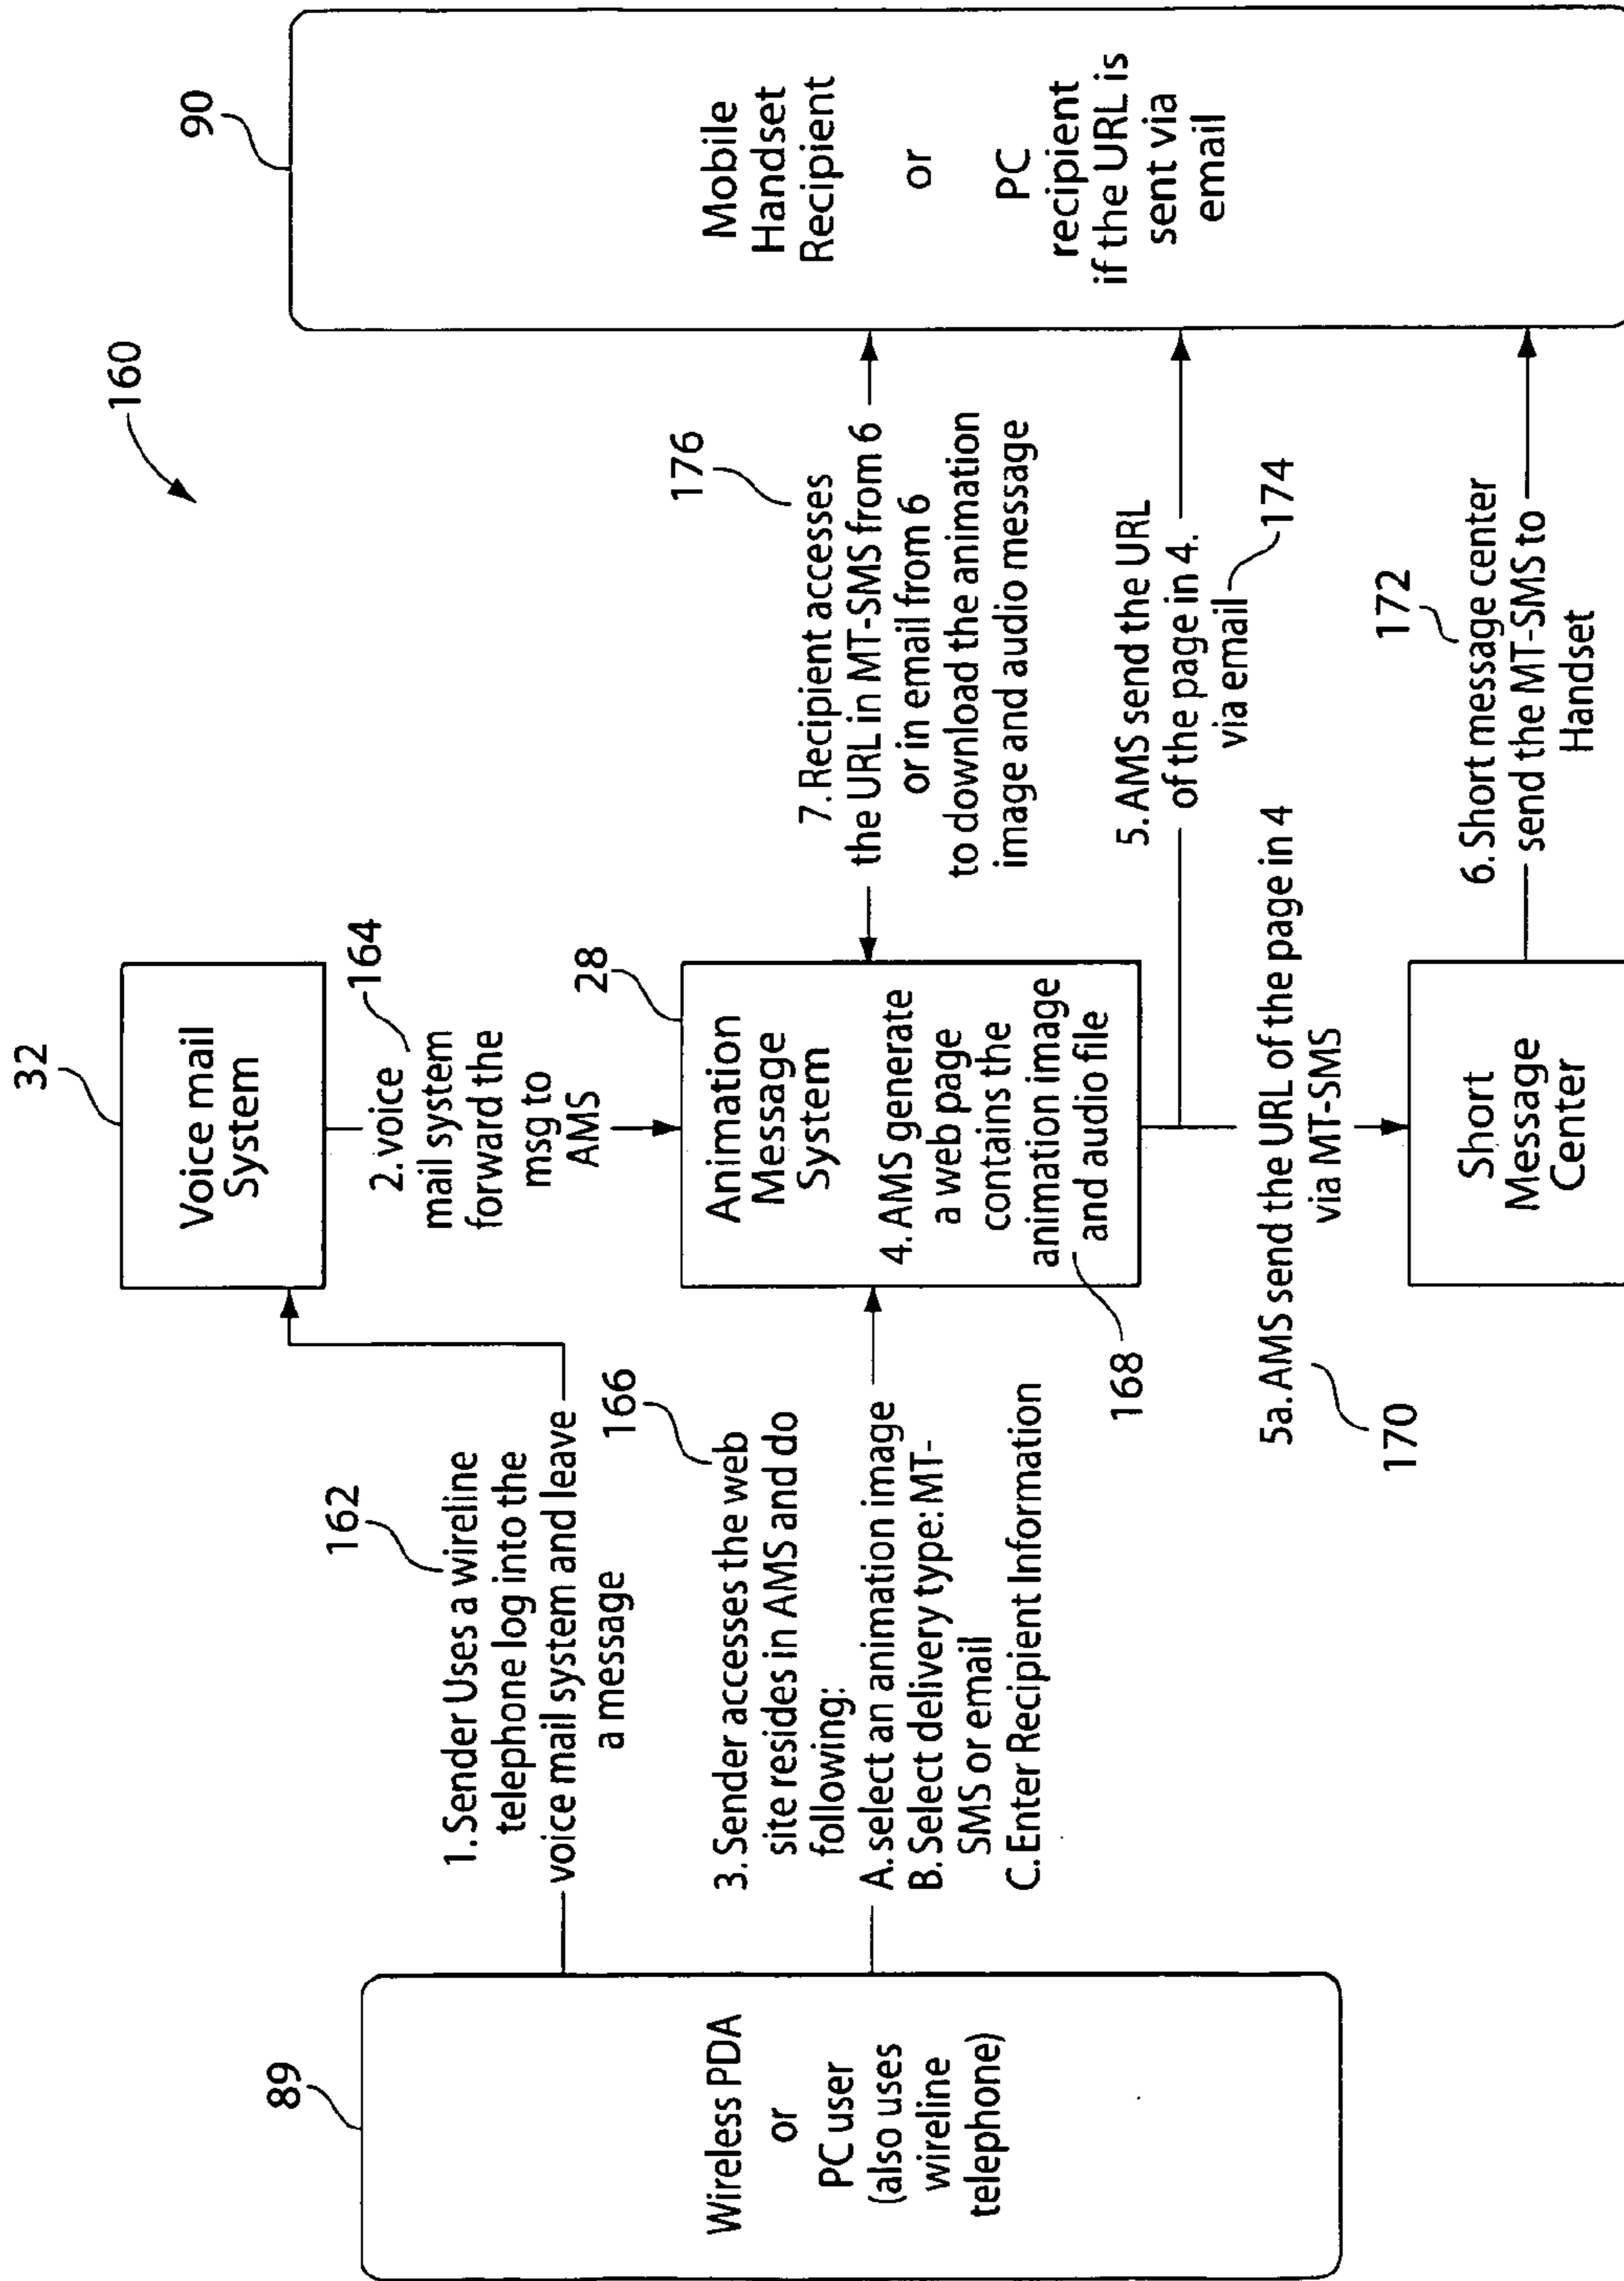 160
32
Voice mail
System
90
Mobile
Handset
Recipient
or
PC
recipient
if the URL is
sent via
email
162
1. Sender Uses a wireline
telephone log into the
voice mail system and leave
a message
2. voice
mail system
forward the
msg to
AMS
164
89
Wireless PDA
or
PC user
(also uses
wireline
telephone)
166
3. Sender accesses the web
site resides in AMS and do
following:
A. select an animation image
B. Select delivery type: MT-
SMS or email
C. Enter Recipient Information
28
Animation
Message
System
4. AMS generate
a web page
contains the
animation image
and audio file
168
176
7. Recipient accesses
the URL in MT-SMS from 6
or in email from 6
to download the animation
image and audio message
5. AMS send the URL
of the page in 4.
via email
174
5a. AMS send the URL of the page in 4
via MT-SMS
170
Short
Message
Center
172
6. Short message center
send the MT-SMS to
Handset